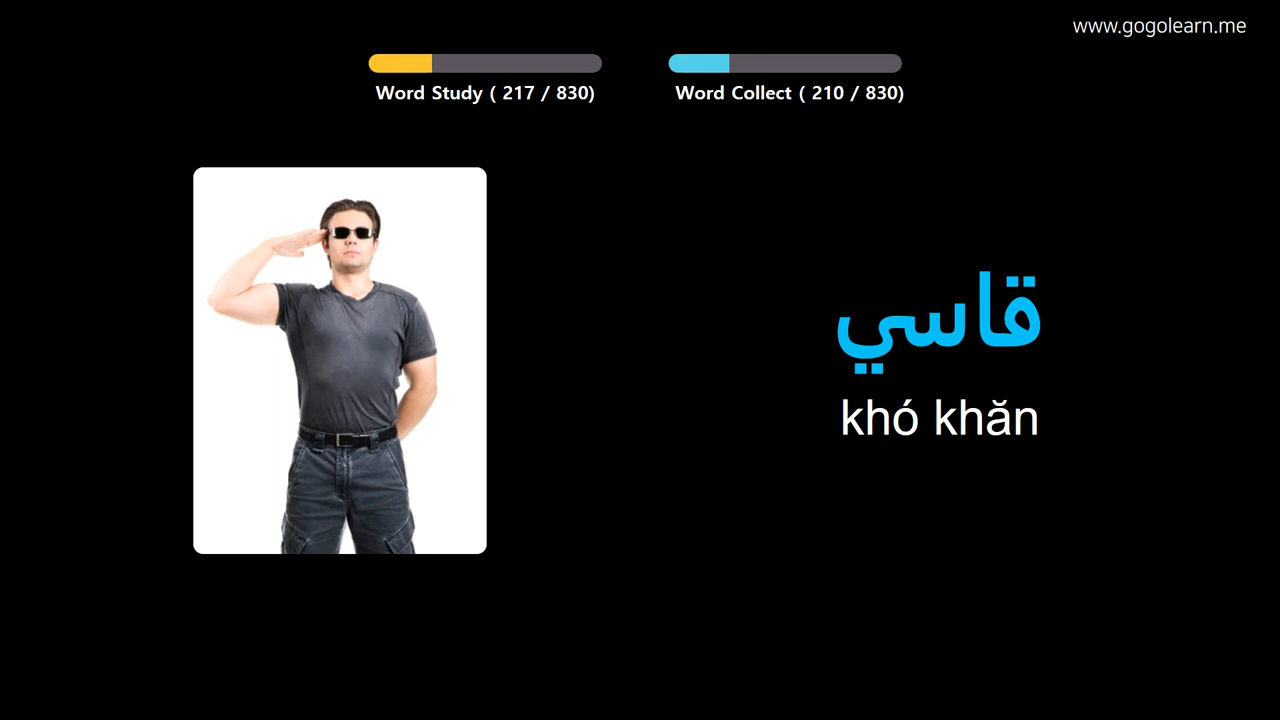 www.gogolearn.me
Word Study ( 217 / 830)
Word Collect ( 210 / 830)
قاسي
khó khăn